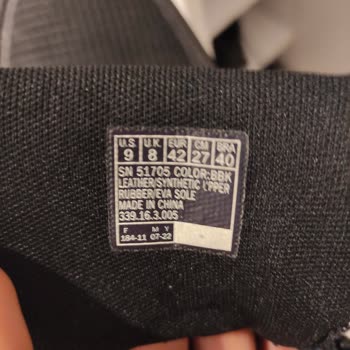 U.S. U.K. EUR CM BRA
9 8 42 27 40
SN 51705 COLOR:BBK
LEATHER/SYNTHETIC UPPER
RUBBER/EVA SOLE
MADE IN CHINA
339.16.3.005
F M Y
184-11 07-22